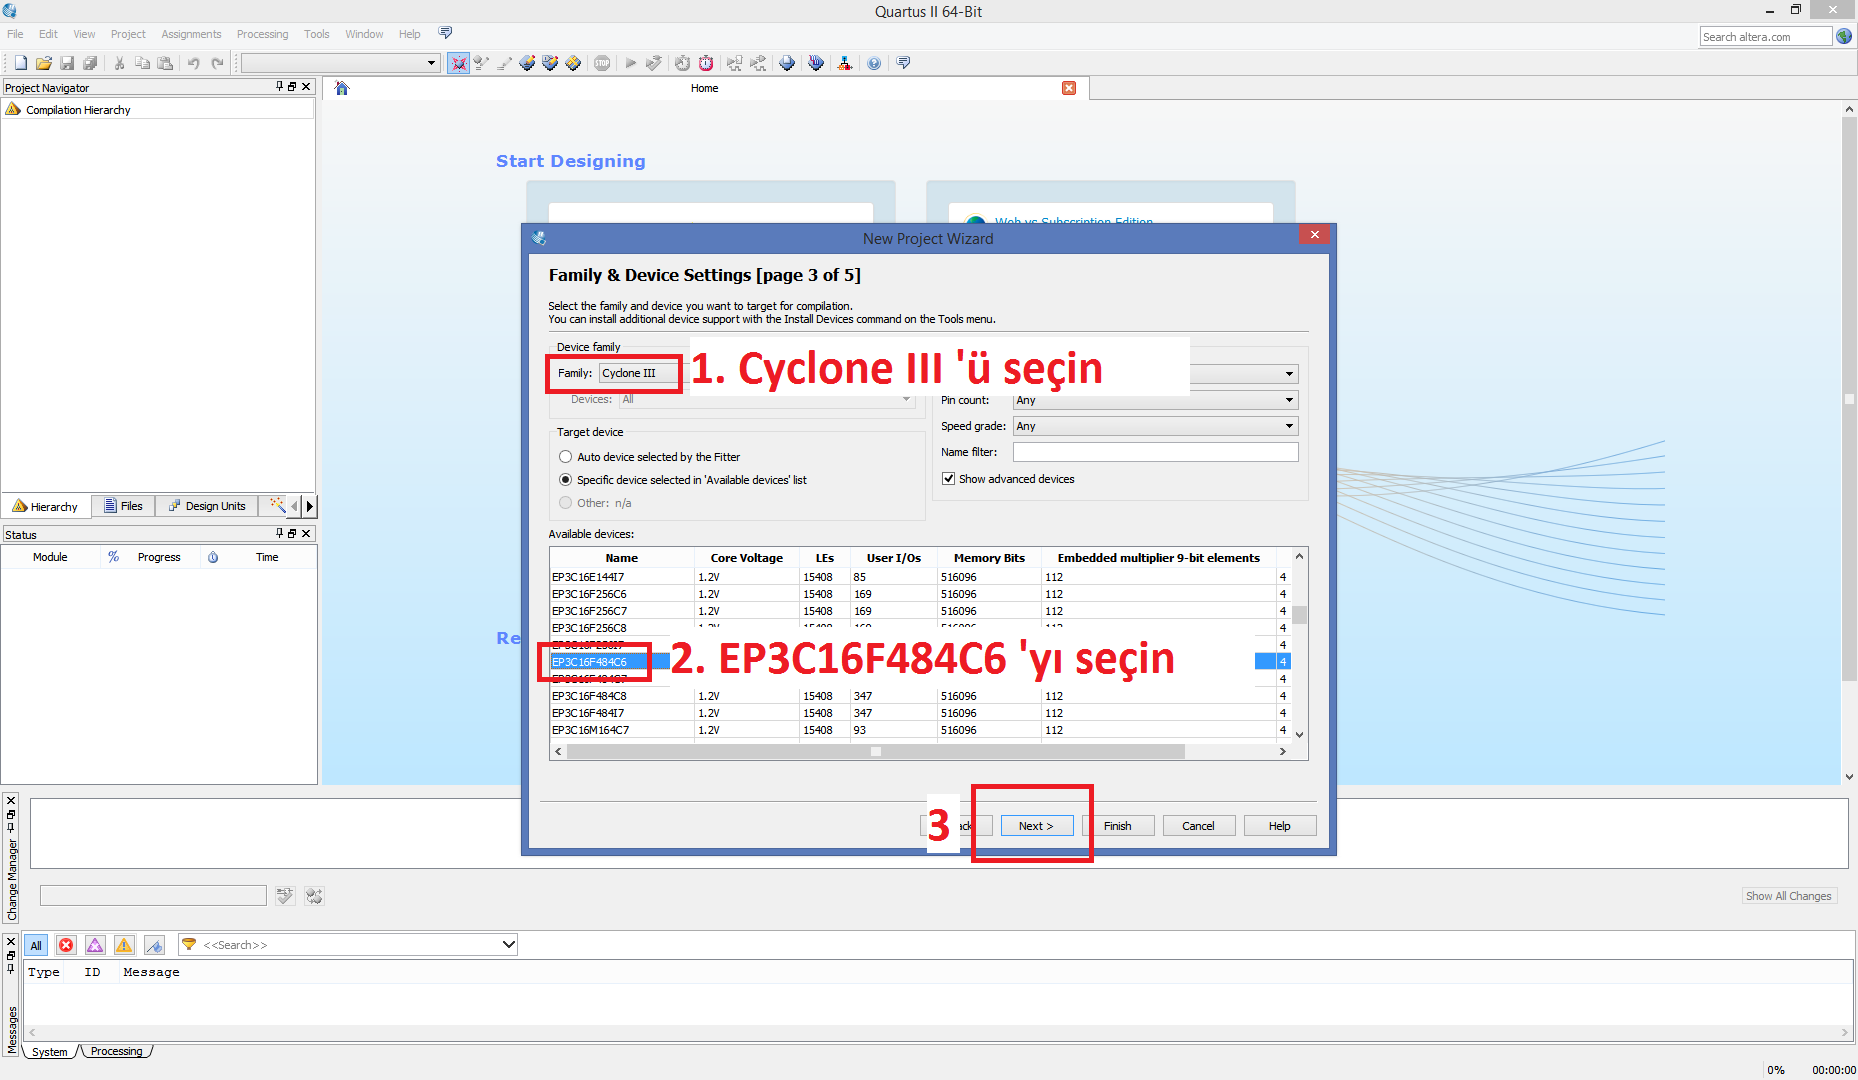 Quartus II 64-Bit
File Edit View Project Assignments Processing Tools Window Help
Search altera.com
Project Navigator
Compilation Hierarchy
Home
Start Designing
Web vs Subscription Edition
New Project Wizard
Family & Device Settings [page 3 of 5]
Select the family and device you want to target for compilation.
You can install additional device support with the Install Devices command on the Tools menu.
Device family
Family: Cyclone III
1. Cyclone III 'ü seçin
Devices: All
Pin count: Any
Speed grade: Any
Name filter:
Show advanced devices
Target device
Auto device selected by the Fitter
Specific device selected in 'Available devices' list
Other: n/a
Available devices:
Name Core Voltage LEs User I/Os Memory Bits Embedded multiplier 9-bit elements
EP3C16E144I7 1.2V 15408 85 516096 112 4
EP3C16F256C6 1.2V 15408 169 516096 112 4
EP3C16F256C7 1.2V 15408 169 516096 112 4
EP3C16F256C8 1.2V 15408 169 516096 112 4
4
EP3C16F484C6 4
2. EP3C16F484C6 'yı seçin
4
EP3C16F484C8 1.2V 15408 347 516096 112 4
EP3C16F484I7 1.2V 15408 347 516096 112 4
EP3C16M164C7 1.2V 15408 93 516096 112 4
3
Next > Finish Cancel Help
Hierarchy Files Design Units
Status
Module % Progress Time
Change Manager
Show All Changes
All <<Search>>
Type ID Message
Messages
System Processing
0% 00:00:00